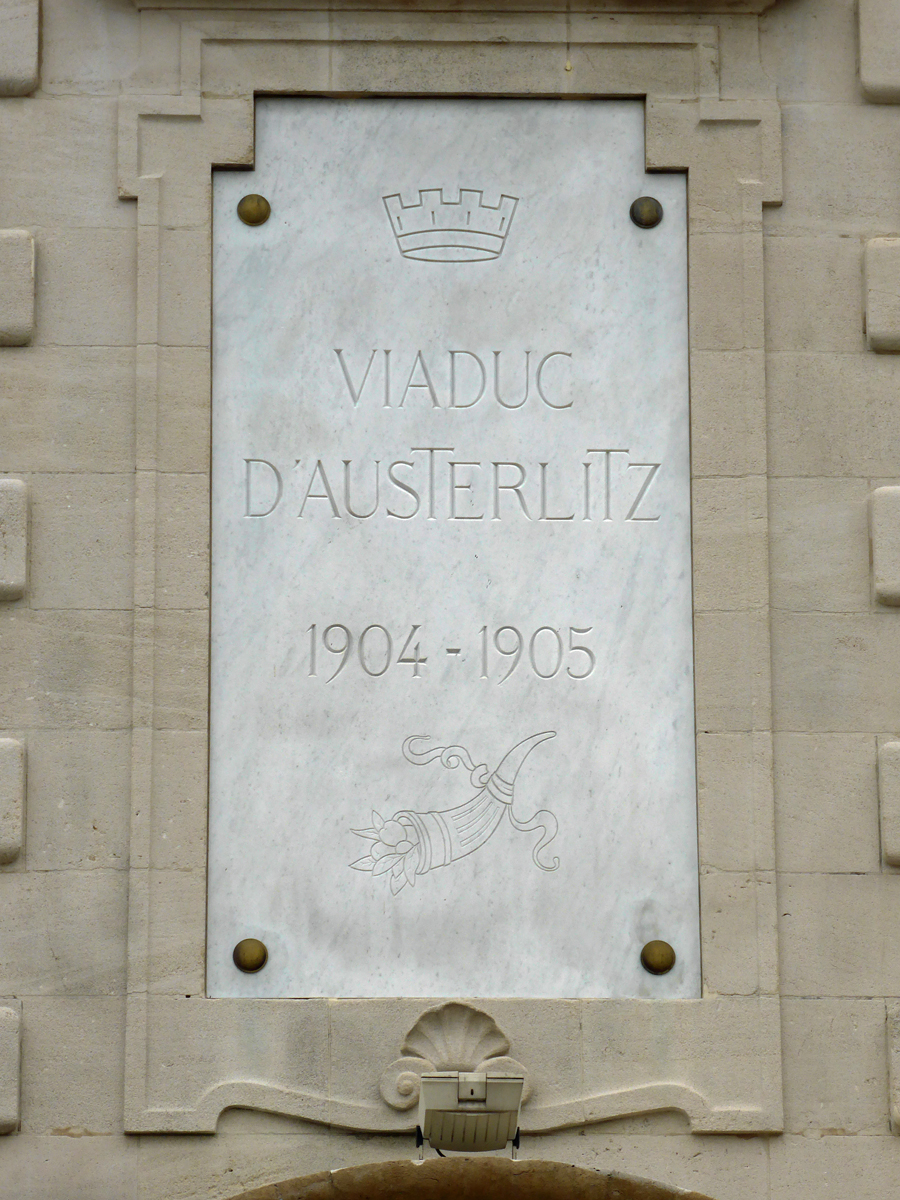 VIADUC
D'AUSTERLITZ
1904 - 1905